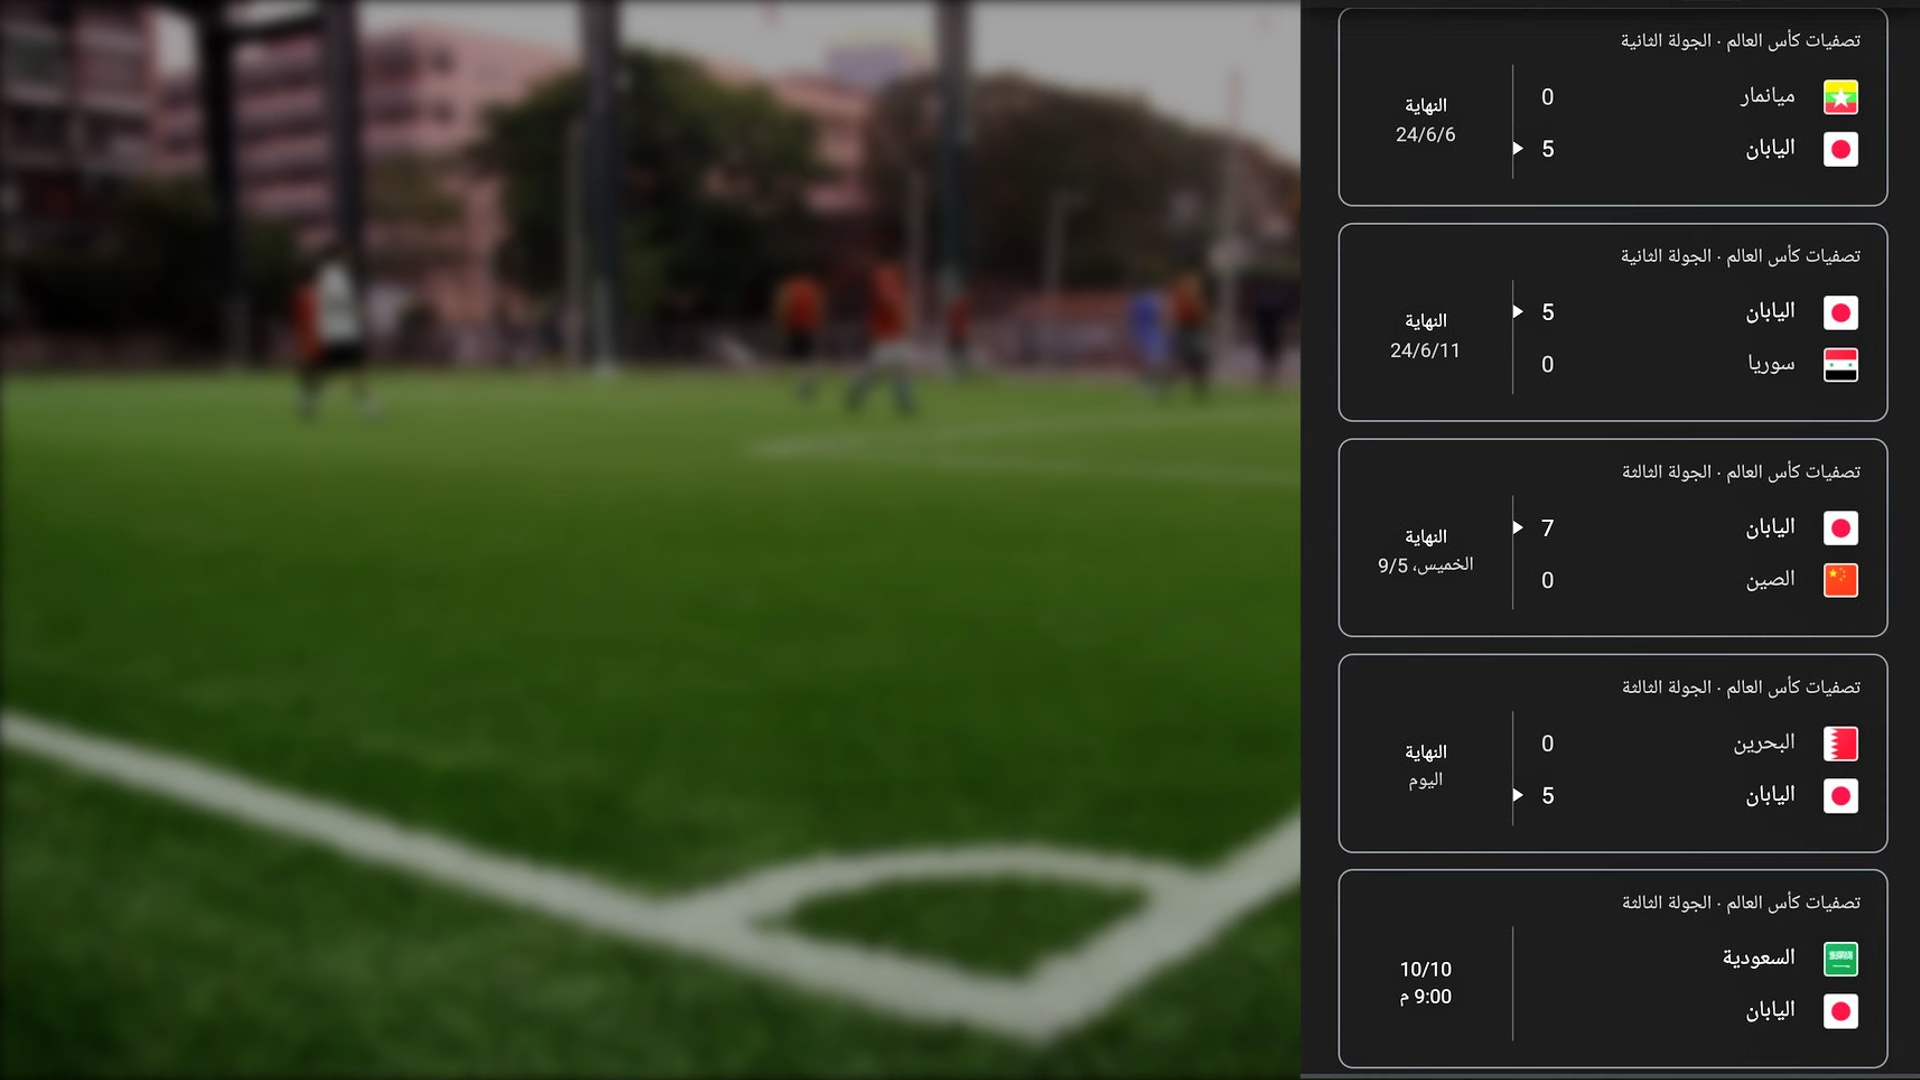 تصفيات كأس العالم · الجولة الثانية
ميانمار 0
النهاية
اليابان 5
24/6/6
تصفيات كأس العالم · الجولة الثانية
اليابان 5
النهاية
24/6/11
سوريا 0
تصفيات كأس العالم · الجولة الثالثة
اليابان 7
النهاية
الخميس، 9/5
الصين 0
تصفيات كأس العالم · الجولة الثالثة
البحرين 0
النهاية
اليوم
اليابان 5
تصفيات كأس العالم · الجولة الثالثة
السعودية
10/10
9:00 م
اليابان